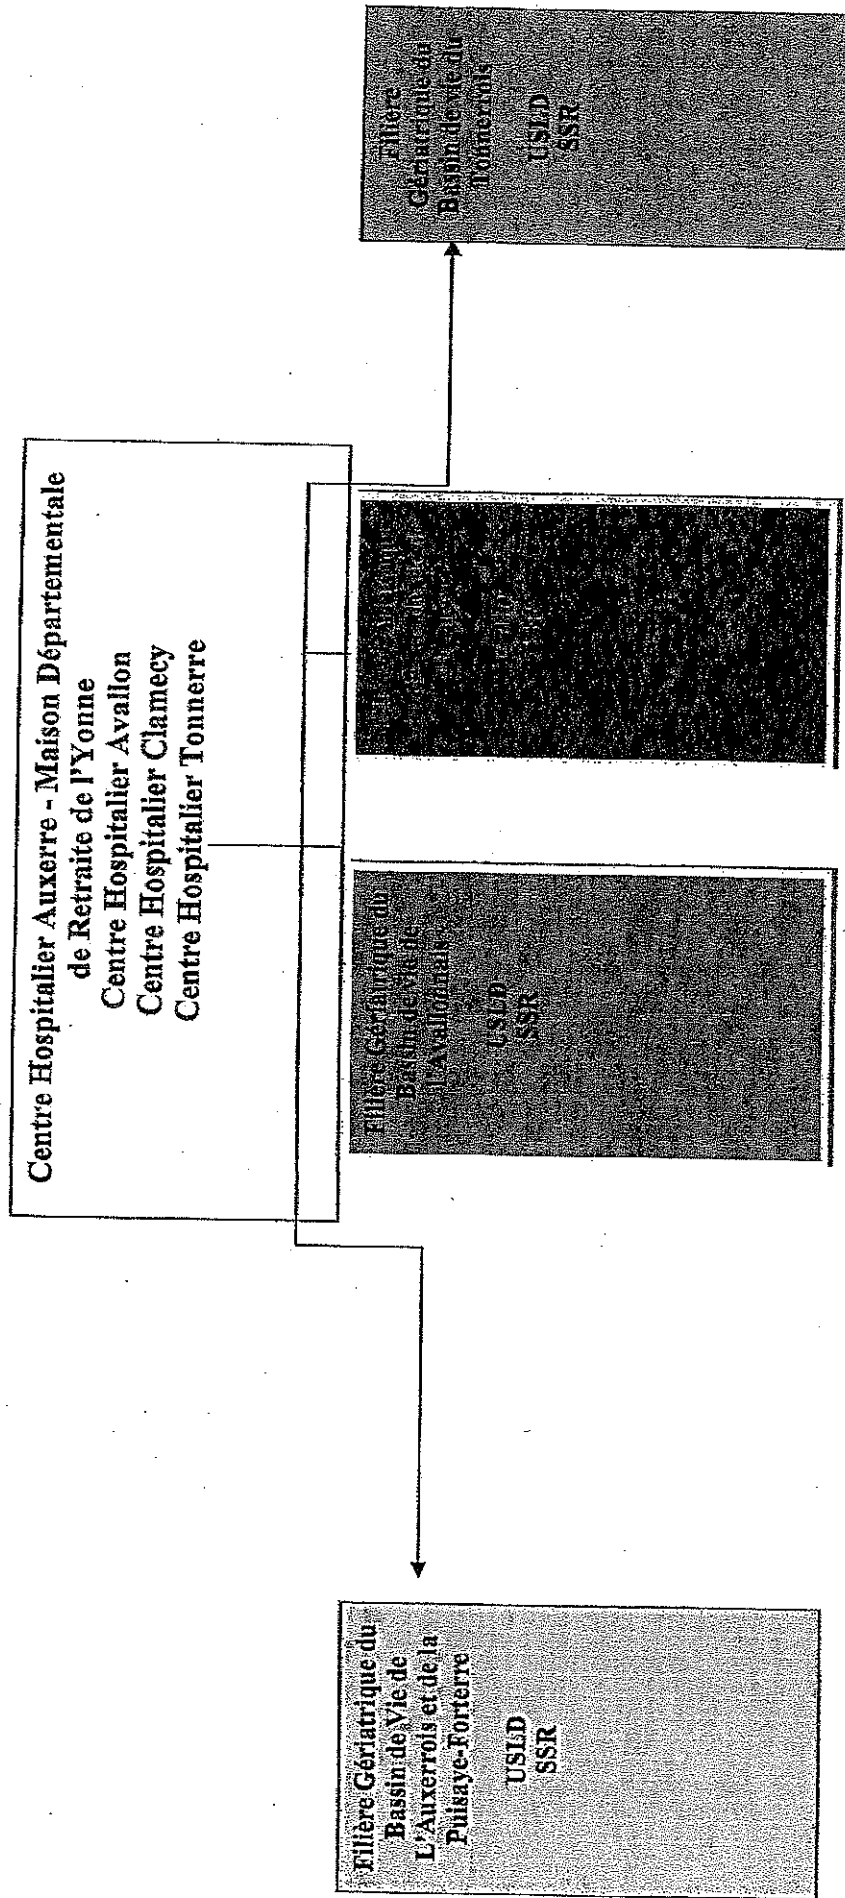 Centre Hospitalier Auxerre - Maison Départementale
de Retraite de l'Yonne
Centre Hospitalier Avallon
Centre Hospitalier Clamecy
Centre Hospitalier Tonnerre
Filière Gériatrique du
Bassin de Vie de
L'Auxerrois et de la
Puisaye-Forterre
USLD
SSR
Filière Gériatrique du
Bassin de vie de
l'Avallonnais
USLD
SSR
Filière
Gériatrique du
Bassin de vie du
Tonnerrois
USLD
SSR